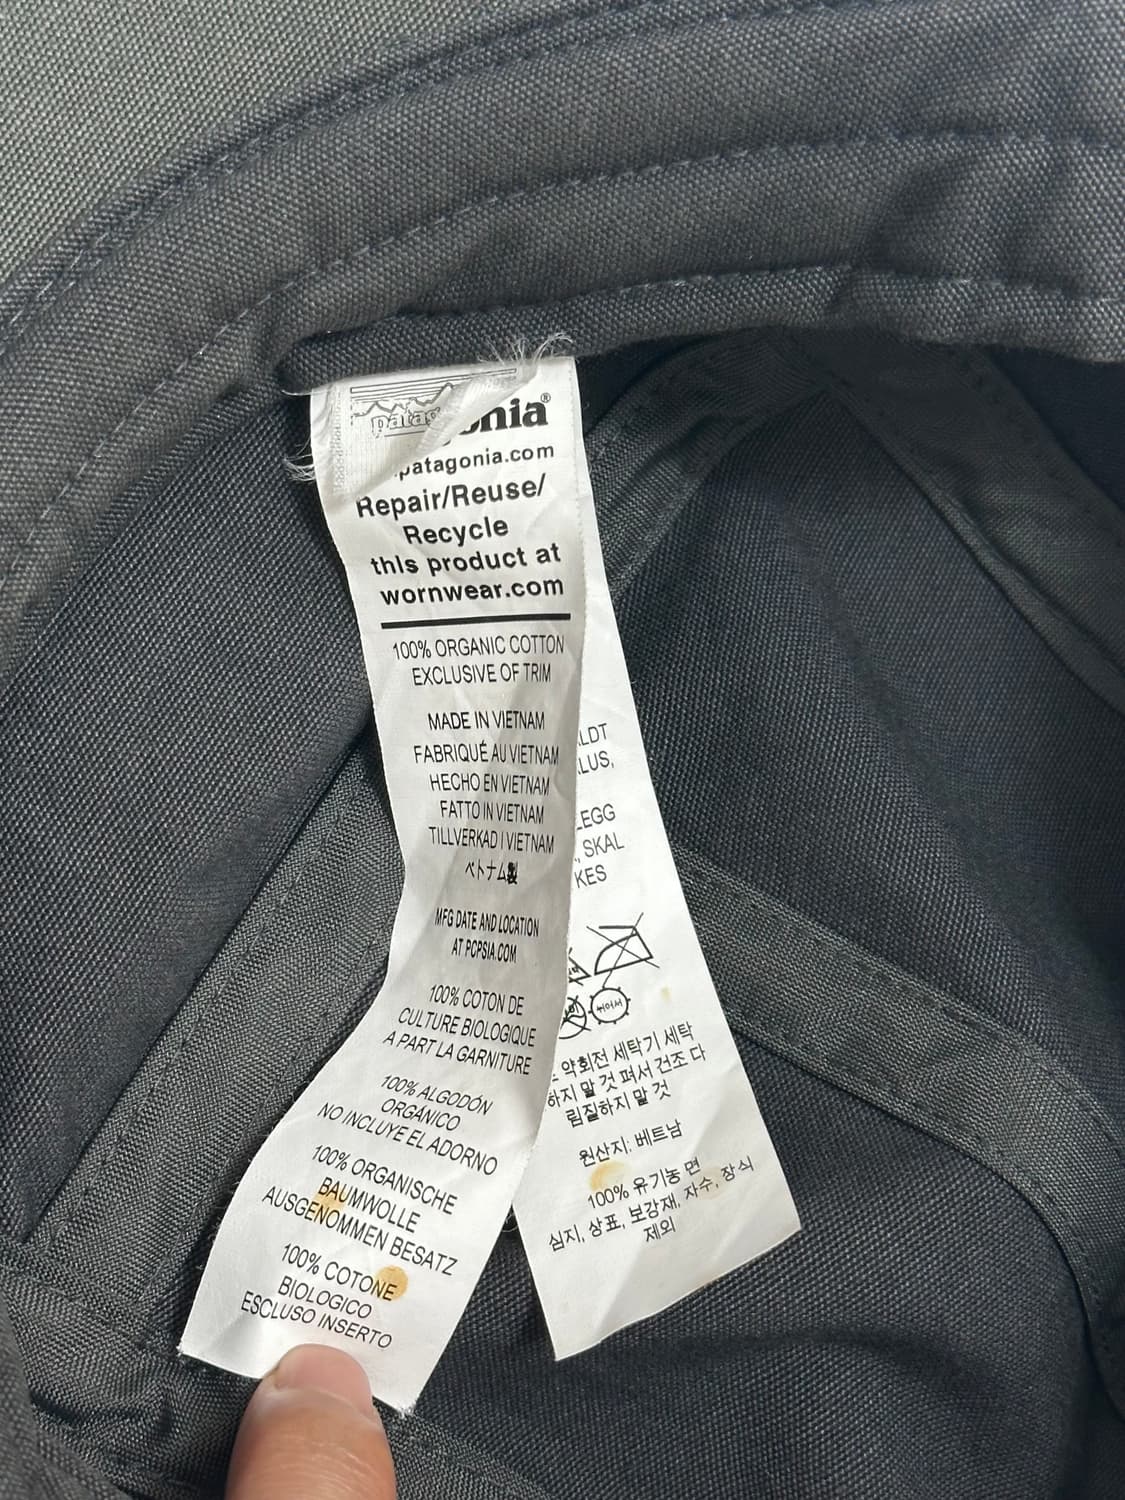 patagonia®
patagonia.com
Repair/Reuse/
Recycle
this product at
wornwear.com
100% ORGANIC COTTON
EXCLUSIVE OF TRIM
MADE IN VIETNAM
FABRIQUÉ AU VIETNAM
HECHO EN VIETNAM
FATTO IN VIETNAM
TILLVERKAD I VIETNAM
ベトナム製
MFG DATE AND LOCATION
AT PCPSIA.COM
100% COTON DE
CULTURE BIOLOGIQUE
A PART LA GARNITURE
100% ALGODÓN
ORGÁNICO
NO INCLUYE EL ADORNO
100% ORGANISCHE
BAUMWOLLE
AUSGENOMMEN BESATZ
100% COTONE
BIOLOGICO
ESCLUSO INSERTO
LDT
LUS,
EGG
, SKAL
KES
약회전 세탁기 세탁
하지 말 것 펴서 건조 다
림질하지 말 것
원산지: 베트남
100% 유기농 면
심지, 상표, 보강재, 자수, 장식
제외